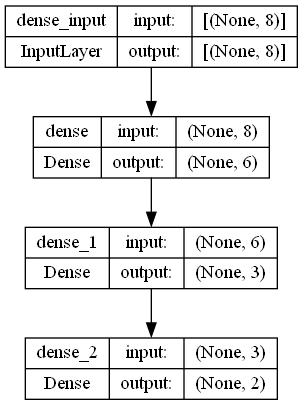 dense_input input: [(None, 8)]
InputLayer output: [(None, 8)]
dense input: (None, 8)
Dense output: (None, 6)
dense_1 input: (None, 6)
Dense output: (None, 3)
dense_2 input: (None, 3)
Dense output: (None, 2)